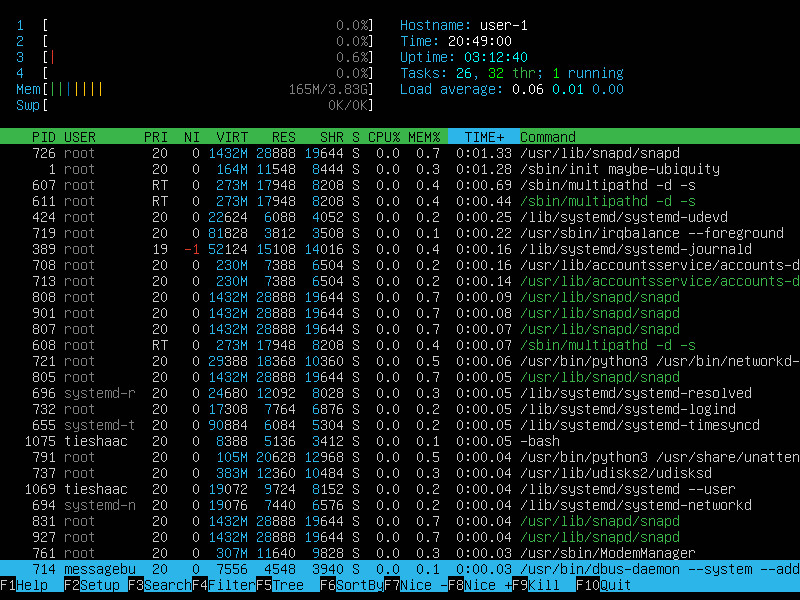 1 [ 0.0%] Hostname: user-1
2 [ 0.0%] Time: 20:49:00
3 [| 0.6%] Uptime: 03:12:40
4 [ 0.0%] Tasks: 26, 32 thr; 1 running
Mem[||||||| 165M/3.83G] Load average: 0.06 0.01 0.00
Swp[ 0K/0K]
PID USER PRI NI VIRT RES SHR S CPU% MEM% TIME+ Command
726 root 20 0 1432M 28888 19644 S 0.0 0.7 0:01.33 /usr/lib/snapd/snapd
1 root 20 0 164M 11548 8444 S 0.0 0.3 0:01.28 /sbin/init maybe-ubiquity
607 root RT 0 273M 17948 8208 S 0.0 0.4 0:00.69 /sbin/multipathd -d -s
611 root RT 0 273M 17948 8208 S 0.0 0.4 0:00.44 /sbin/multipathd -d -s
424 root 20 0 22624 6088 4052 S 0.0 0.2 0:00.25 /lib/systemd/systemd-udevd
719 root 20 0 81828 3812 3508 S 0.0 0.1 0:00.22 /usr/sbin/irqbalance --foreground
389 root 19 -1 52124 15108 14016 S 0.0 0.4 0:00.16 /lib/systemd/systemd-journald
708 root 20 0 230M 7388 6504 S 0.0 0.2 0:00.16 /usr/lib/accountsservice/accounts-d
713 root 20 0 230M 7388 6504 S 0.0 0.2 0:00.14 /usr/lib/accountsservice/accounts-d
808 root 20 0 1432M 28888 19644 S 0.0 0.7 0:00.09 /usr/lib/snapd/snapd
901 root 20 0 1432M 28888 19644 S 0.0 0.7 0:00.08 /usr/lib/snapd/snapd
807 root 20 0 1432M 28888 19644 S 0.0 0.7 0:00.07 /usr/lib/snapd/snapd
608 root RT 0 273M 17948 8208 S 0.0 0.4 0:00.07 /sbin/multipathd -d -s
721 root 20 0 29388 18368 10360 S 0.0 0.5 0:00.06 /usr/bin/python3 /usr/bin/networkd-
805 root 20 0 1432M 28888 19644 S 0.0 0.7 0:00.05 /usr/lib/snapd/snapd
696 systemd-r 20 0 24680 12092 8028 S 0.0 0.3 0:00.05 /lib/systemd/systemd-resolved
732 root 20 0 17308 7764 6876 S 0.0 0.2 0:00.05 /lib/systemd/systemd-logind
655 systemd-t 20 0 90884 6084 5304 S 0.0 0.2 0:00.05 /lib/systemd/systemd-timesyncd
1075 tieshaac 20 0 8388 5136 3412 S 0.0 0.1 0:00.05 -bash
791 root 20 0 105M 20628 12968 S 0.0 0.5 0:00.04 /usr/bin/python3 /usr/share/unatten
737 root 20 0 383M 12360 10484 S 0.0 0.3 0:00.04 /usr/lib/udisks2/udisksd
1069 tieshaac 20 0 19072 9724 8152 S 0.0 0.2 0:00.04 /lib/systemd/systemd --user
694 systemd-n 20 0 19076 7440 6576 S 0.0 0.2 0:00.04 /lib/systemd/systemd-networkd
831 root 20 0 1432M 28888 19644 S 0.0 0.7 0:00.04 /usr/lib/snapd/snapd
927 root 20 0 1432M 28888 19644 S 0.0 0.7 0:00.04 /usr/lib/snapd/snapd
761 root 20 0 307M 11640 9828 S 0.0 0.3 0:00.03 /usr/sbin/ModemManager
714 messagebu 20 0 7556 4548 3940 S 0.0 0.1 0:00.03 /usr/bin/dbus-daemon --system --add
F1Help F2Setup F3SearchF4FilterF5Tree F6SortByF7Nice -F8Nice +F9Kill F10Quit